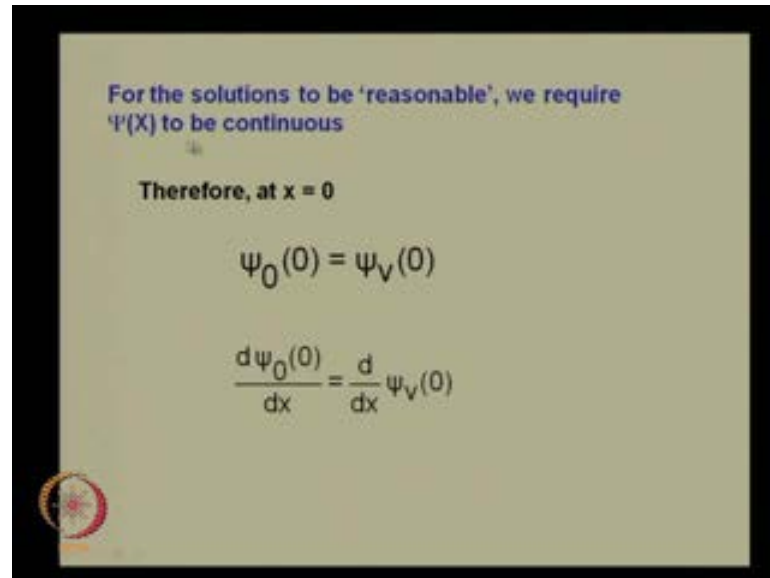 For the solutions to be ‘reasonable’, we require
Ψ(X) to be continuous
Therefore, at x = 0
ψ₀(0) = ψᵥ(0)
dψ₀(0)/dx = d/dx ψᵥ(0)